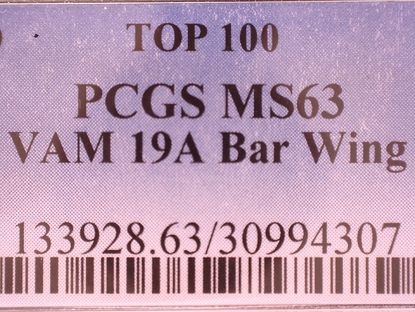 TOP 100
PCGS MS63
VAM 19A Bar Wing
133928.63/30994307